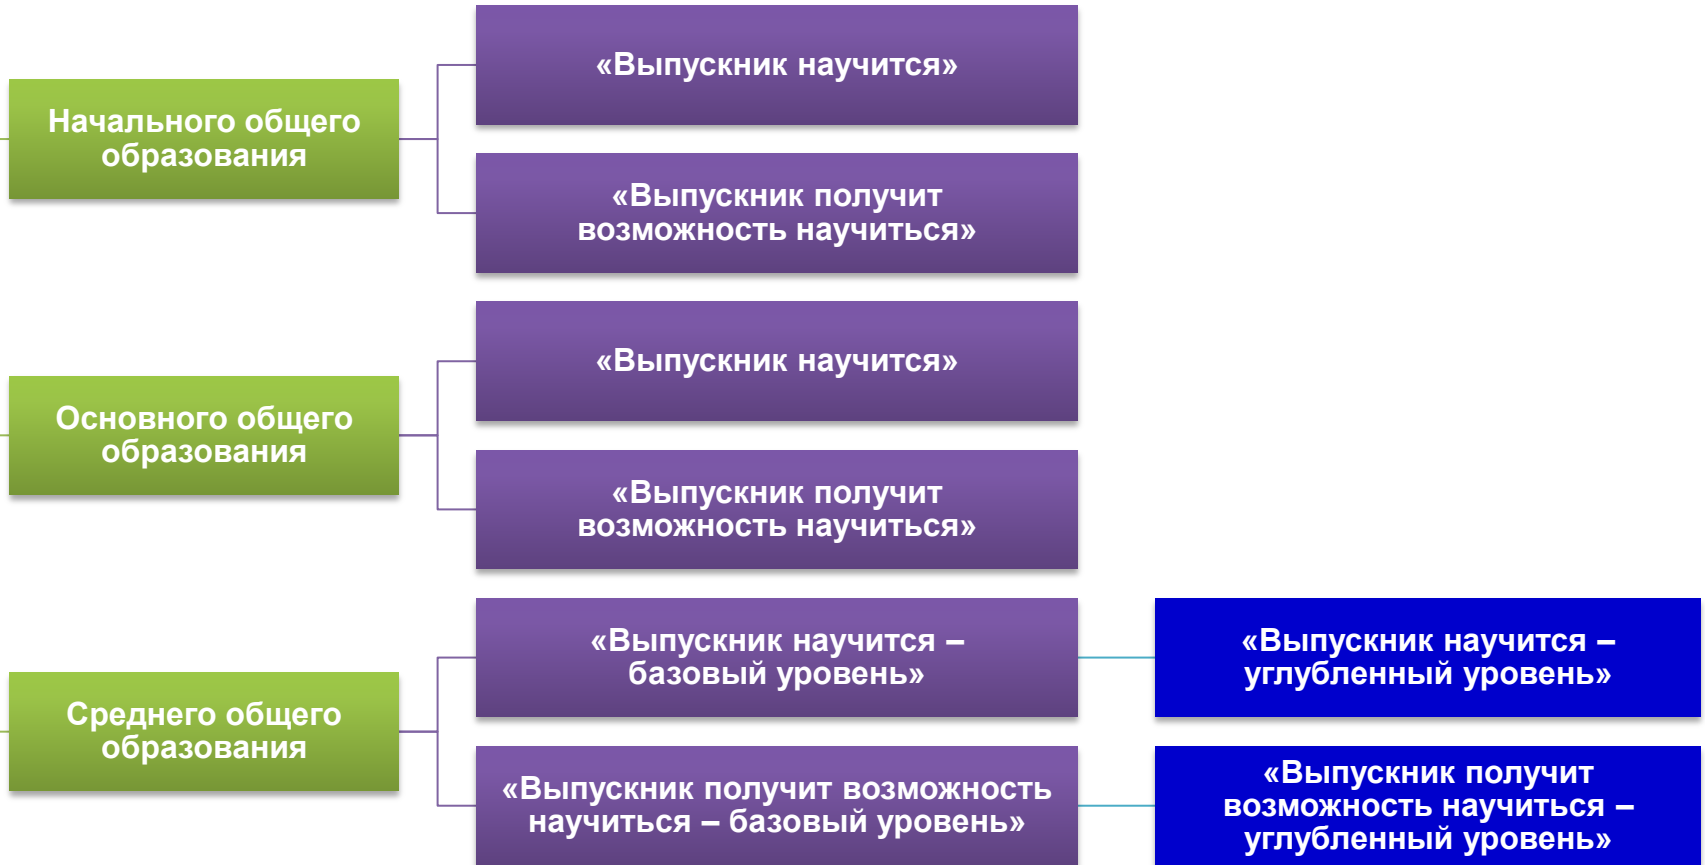 Начального общего
образования
«Выпускник научится»
«Выпускник получит
возможность научиться»
Основного общего
образования
«Выпускник научится»
«Выпускник получит
возможность научиться»
Среднего общего
образования
«Выпускник научится –
базовый уровень»
«Выпускник научится –
углубленный уровень»
«Выпускник получит возможность
научиться – базовый уровень»
«Выпускник получит
возможность научиться –
углубленный уровень»